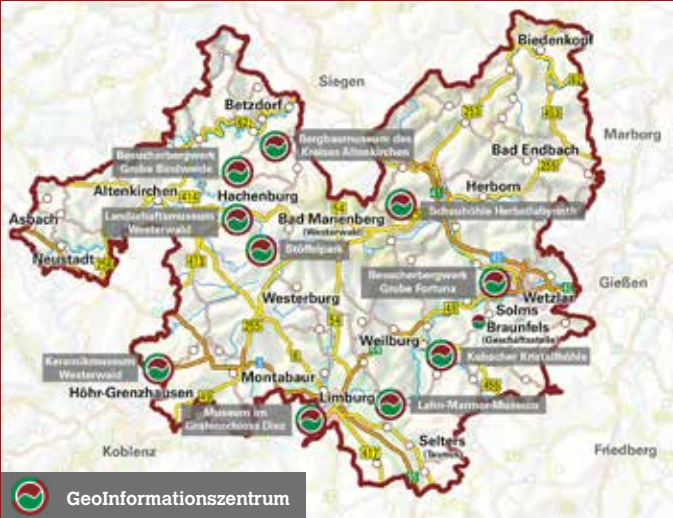 Biedenkopf
Siegen
Betzdorf
Bergbaumuseum des
Kreises Altenkirchen
Marburg
Besucherbergwerk
Grube Bindweide
Bad Endbach
Altenkirchen
Hachenburg
Herborn
Asbach
Landschaftsmuseum
Westerwald
Bad Marienberg
(Westerwald)
Schauhöhle Herbstlabyrinth
Neustadt
Stöffelpark
Besucherbergwerk
Grube Fortuna
Gießen
Westerburg
Wetzlar
Solms
Braunfels
(Geschäftsstelle)
Weilburg
Kubacher Kristallhöhle
Keramikmuseum
Westerwald
Höhr-Grenzhausen
Montabaur
Limburg
Lahn-Marmor-Museum
Museum im
Grafenschloss Diez
Selters
(Taunus)
Koblenz
Friedberg
GeoInformationszentrum